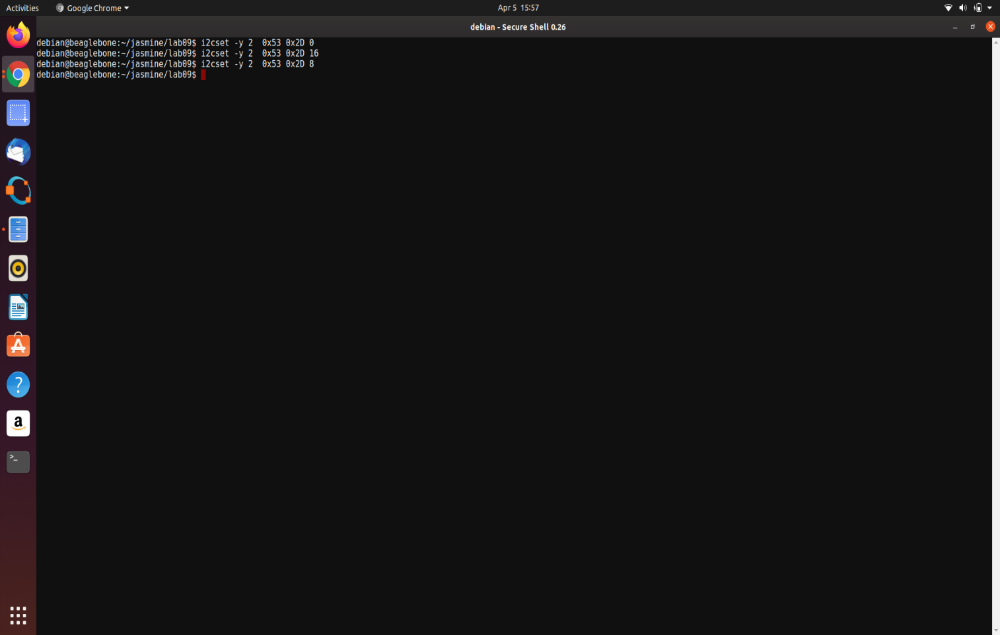 Activities
Google Chrome
Apr 5 15:57
debian - Secure Shell 0.26
debian@beaglebone:~/jasmine/lab09$ i2cset -y 2  0x53 0x2D 0
debian@beaglebone:~/jasmine/lab09$ i2cset -y 2  0x53 0x2D 16
debian@beaglebone:~/jasmine/lab09$ i2cset -y 2  0x53 0x2D 8
debian@beaglebone:~/jasmine/lab09$